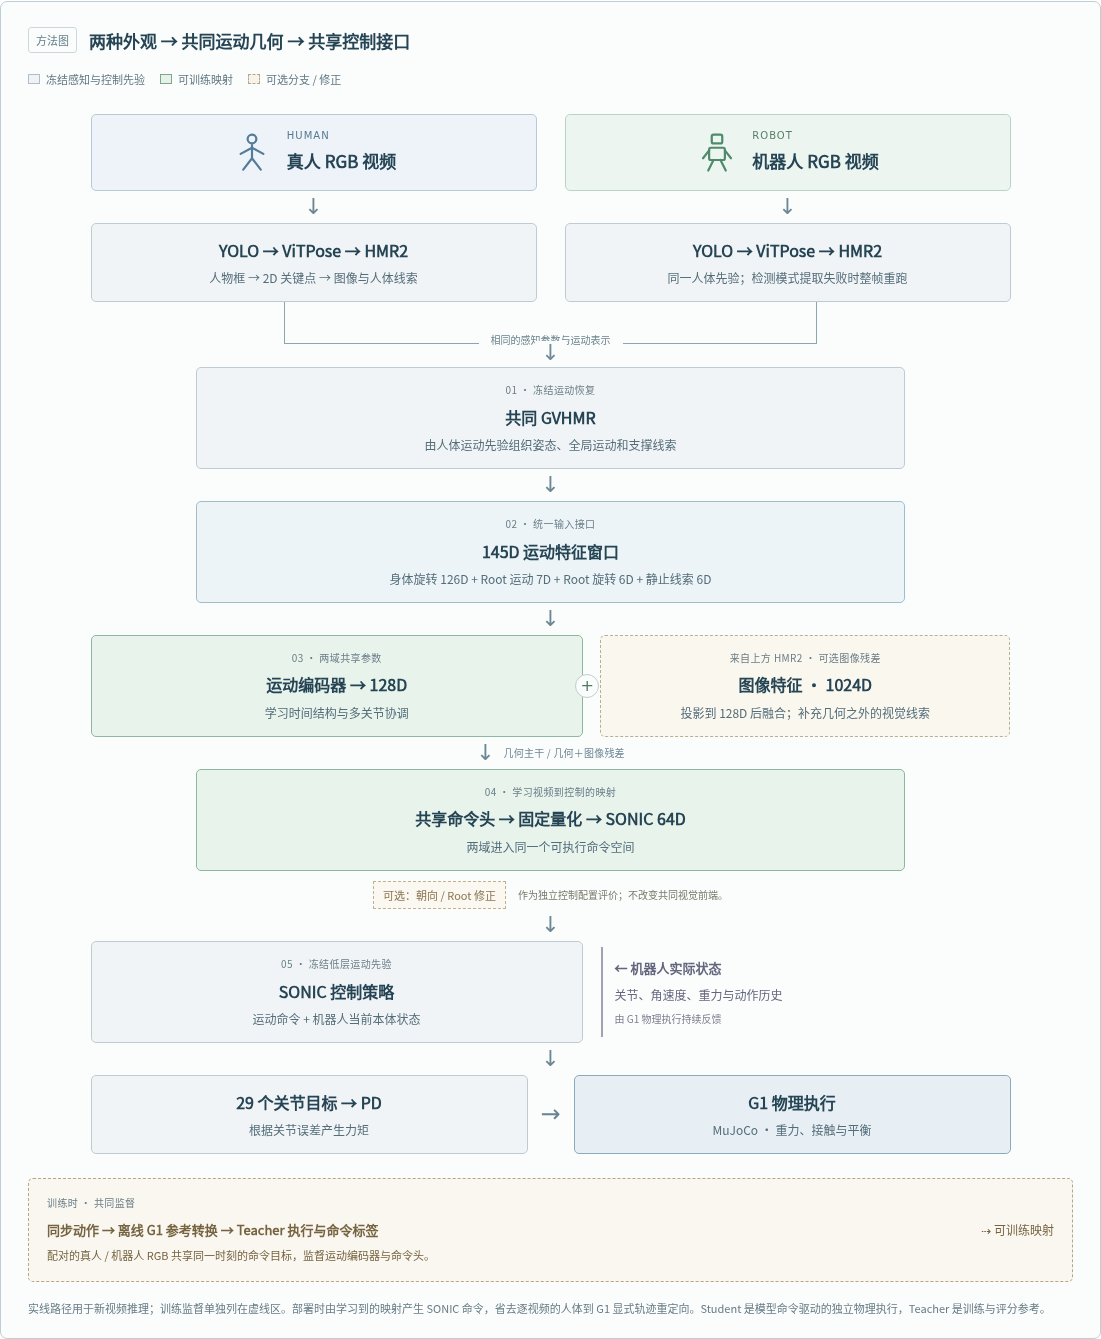 方法图
两种外观 → 共同运动几何 → 共享控制接口
冻结感知与控制先验 可训练映射 可选分支 / 修正
HUMAN
真人 RGB 视频
ROBOT
机器人 RGB 视频
YOLO → ViTPose → HMR2
人物框 → 2D 关键点 → 图像与人体线索
YOLO → ViTPose → HMR2
同一人体先验；检测模式提取失败时整帧重跑
相同的感知参数与运动表示
01 · 冻结运动恢复
共同 GVHMR
由人体运动先验组织姿态、全局运动和支撑线索
02 · 统一输入接口
145D 运动特征窗口
身体旋转 126D + Root 运动 7D + Root 旋转 6D + 静止线索 6D
03 · 两域共享参数
运动编码器 → 128D
学习时间结构与多关节协调
+
来自上方 HMR2 · 可选图像残差
图像特征 · 1024D
投影到 128D 后融合；补充几何之外的视觉线索
几何主干 / 几何＋图像残差
04 · 学习视频到控制的映射
共享命令头 → 固定量化 → SONIC 64D
两域进入同一个可执行命令空间
可选：朝向 / Root 修正
作为独立控制配置评价；不改变共同视觉前端。
05 · 冻结低层运动先验
SONIC 控制策略
运动命令 + 机器人当前本体状态
← 机器人实际状态
关节、角速度、重力与动作历史
由 G1 物理执行持续反馈
29 个关节目标 → PD
根据关节误差产生力矩
→
G1 物理执行
MuJoCo · 重力、接触与平衡
训练时 · 共同监督
同步动作 → 离线 G1 参考转换 → Teacher 执行与命令标签
⇢ 可训练映射
配对的真人 / 机器人 RGB 共享同一时刻的命令目标，监督运动编码器与命令头。
实线路径用于新视频推理；训练监督单独列在虚线区。部署时由学习到的映射产生 SONIC 命令，省去逐视频的人体到 G1 显式轨迹重定向。Student 是模型命令驱动的独立物理执行，Teacher 是训练与评分参考。